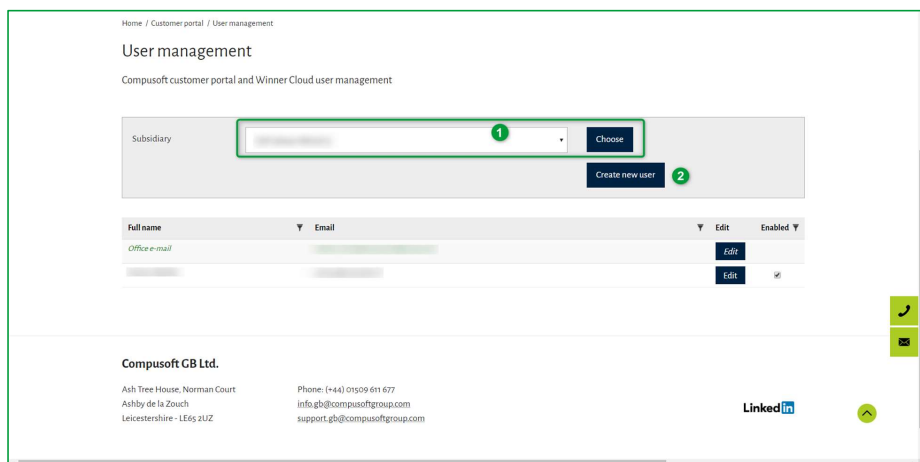 Home / Customer portal / User management
User management
Compusoft customer portal and Winner Cloud user management
Subsidiary
1
Choose
Create new user
2
Full name Email Edit Enabled
Office e-mail Edit
Edit
Compusoft GB Ltd.
Ash Tree House, Norman Court Phone: (+44) 01509 611 677
Ashby de la Zouch info.gb@compusoftgroup.com
Leicestershire - LE65 2UZ support.gb@compusoftgroup.com
Linked in